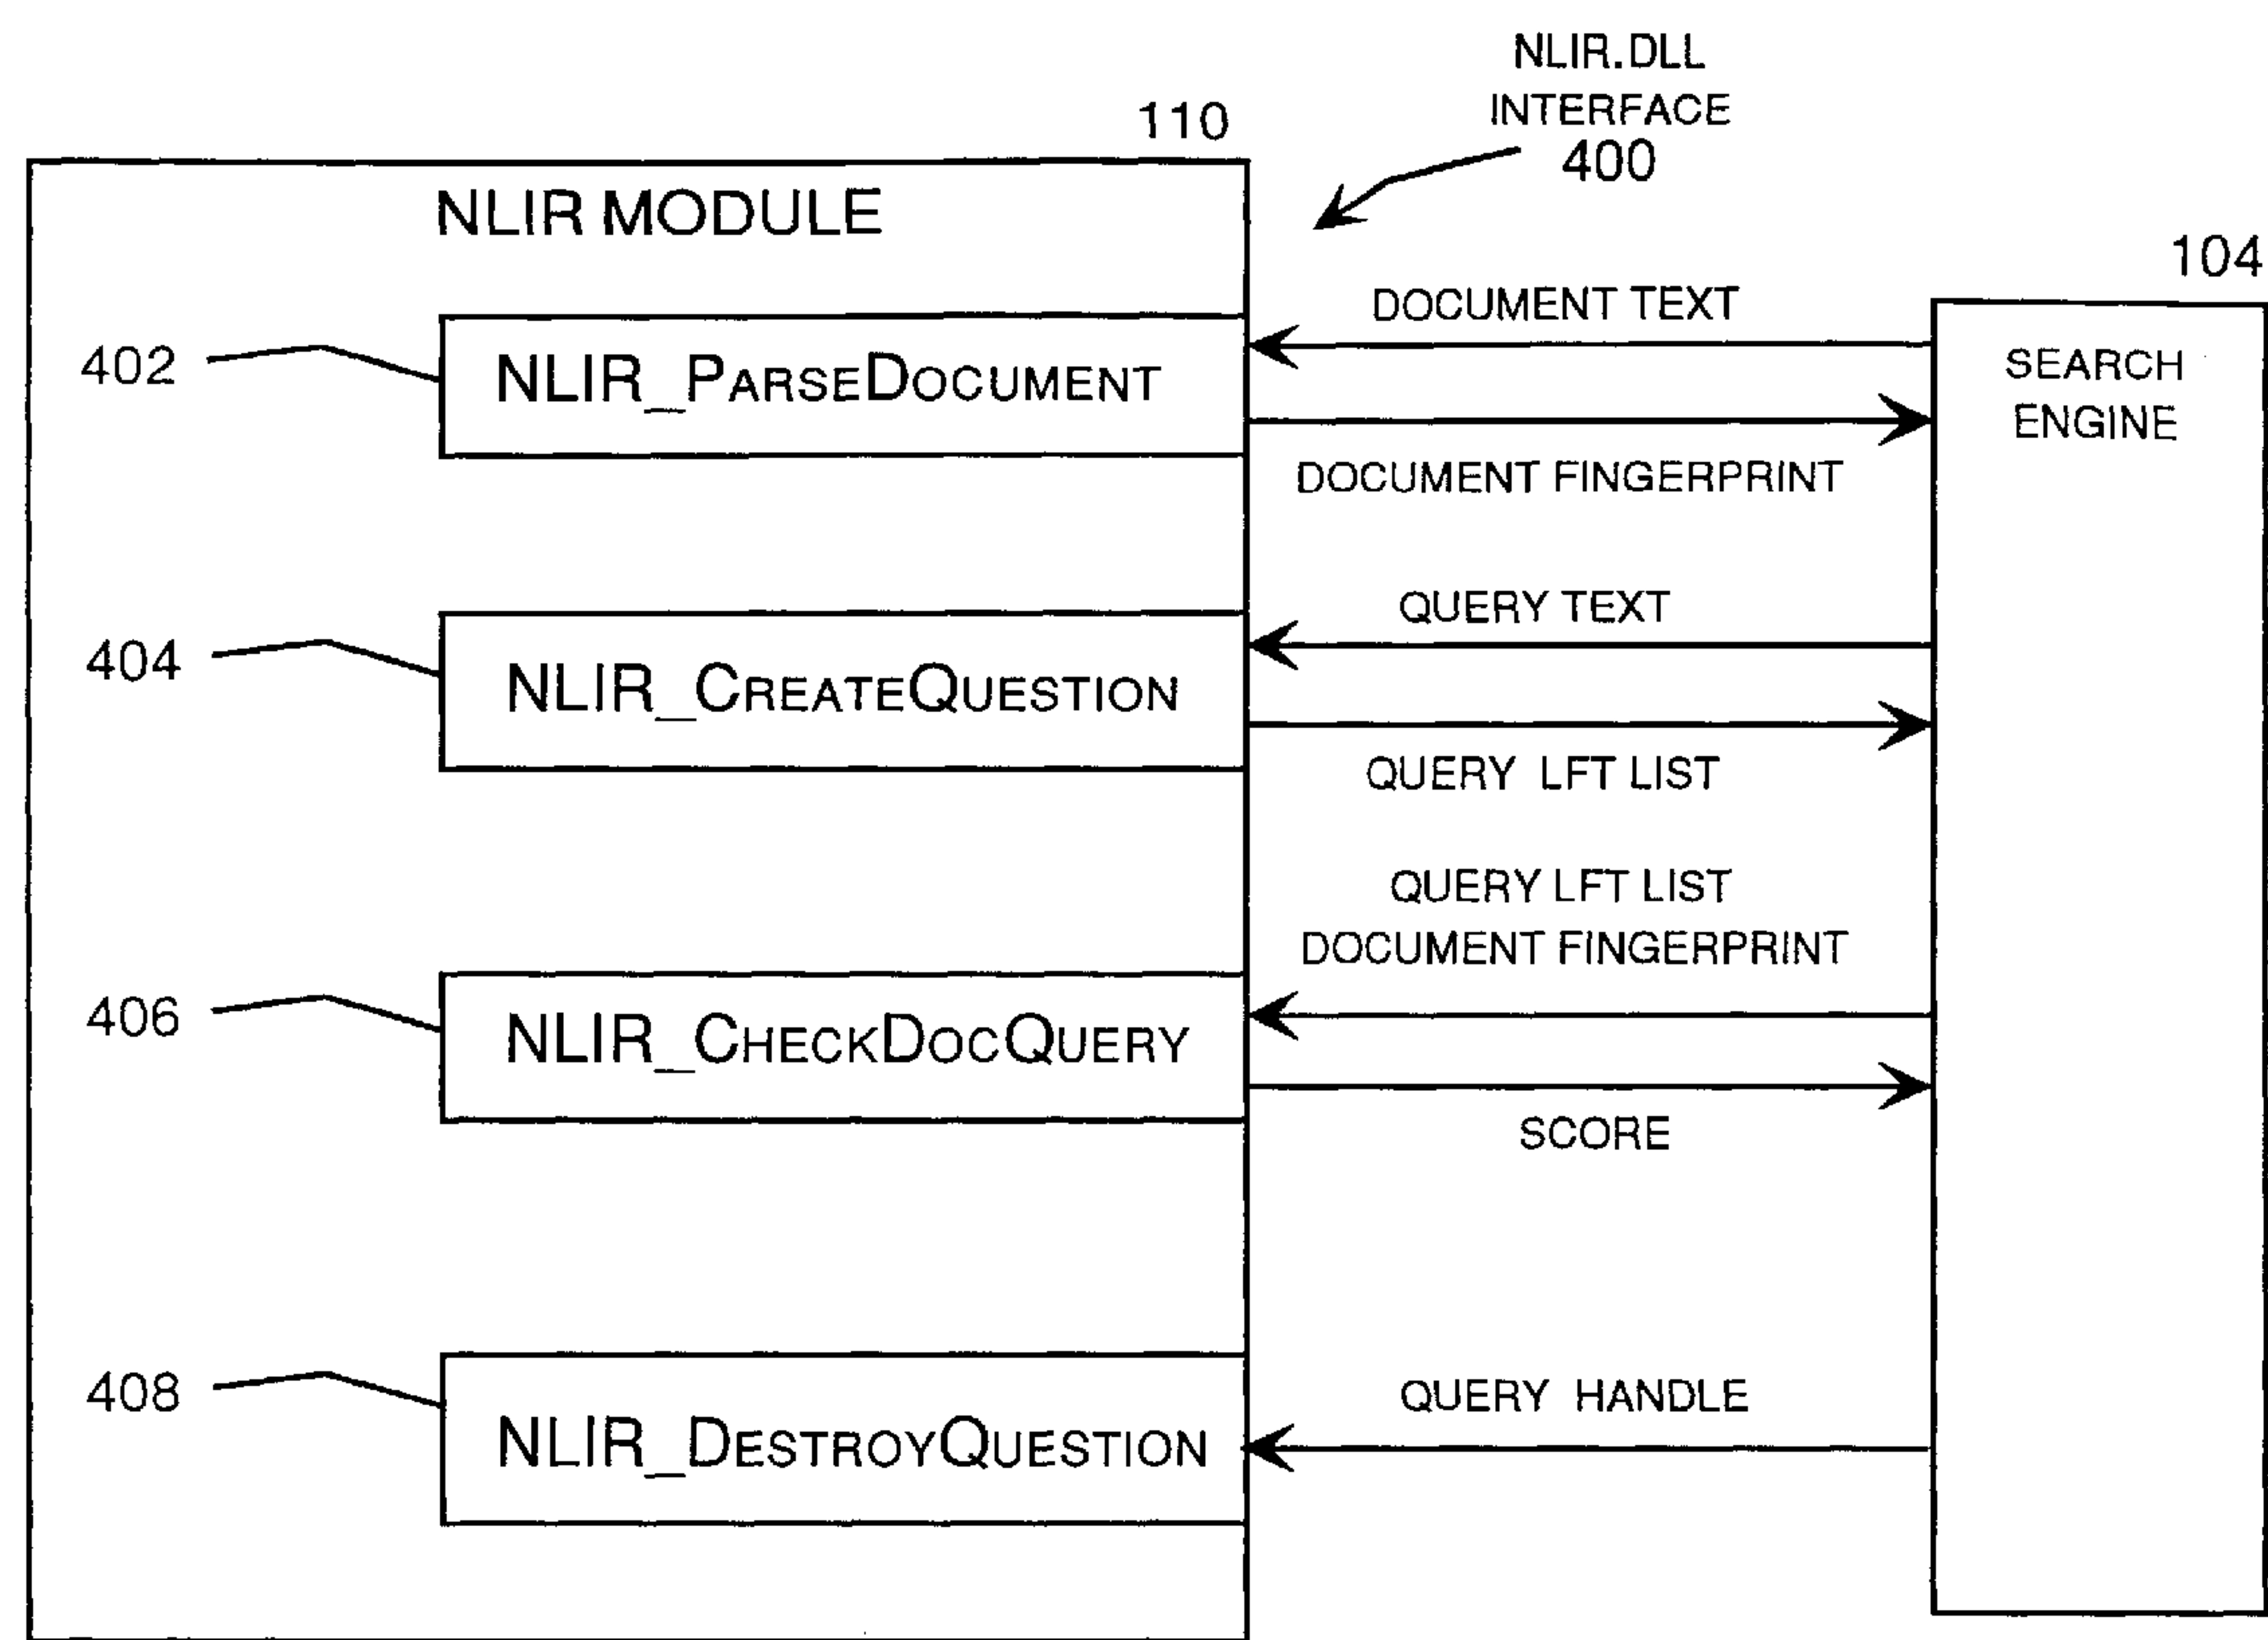 NLIR.DLL
INTERFACE
400
110
NLIR MODULE
104
DOCUMENT TEXT
SEARCH
ENGINE
402
NLIR_PARSEDOCUMENT
DOCUMENT FINGERPRINT
QUERY TEXT
404
NLIR_CREATEQUESTION
QUERY LFT LIST
QUERY LFT LIST
DOCUMENT FINGERPRINT
406
NLIR_CHECKDOCQUERY
SCORE
408
QUERY HANDLE
NLIR_DESTROYQUESTION